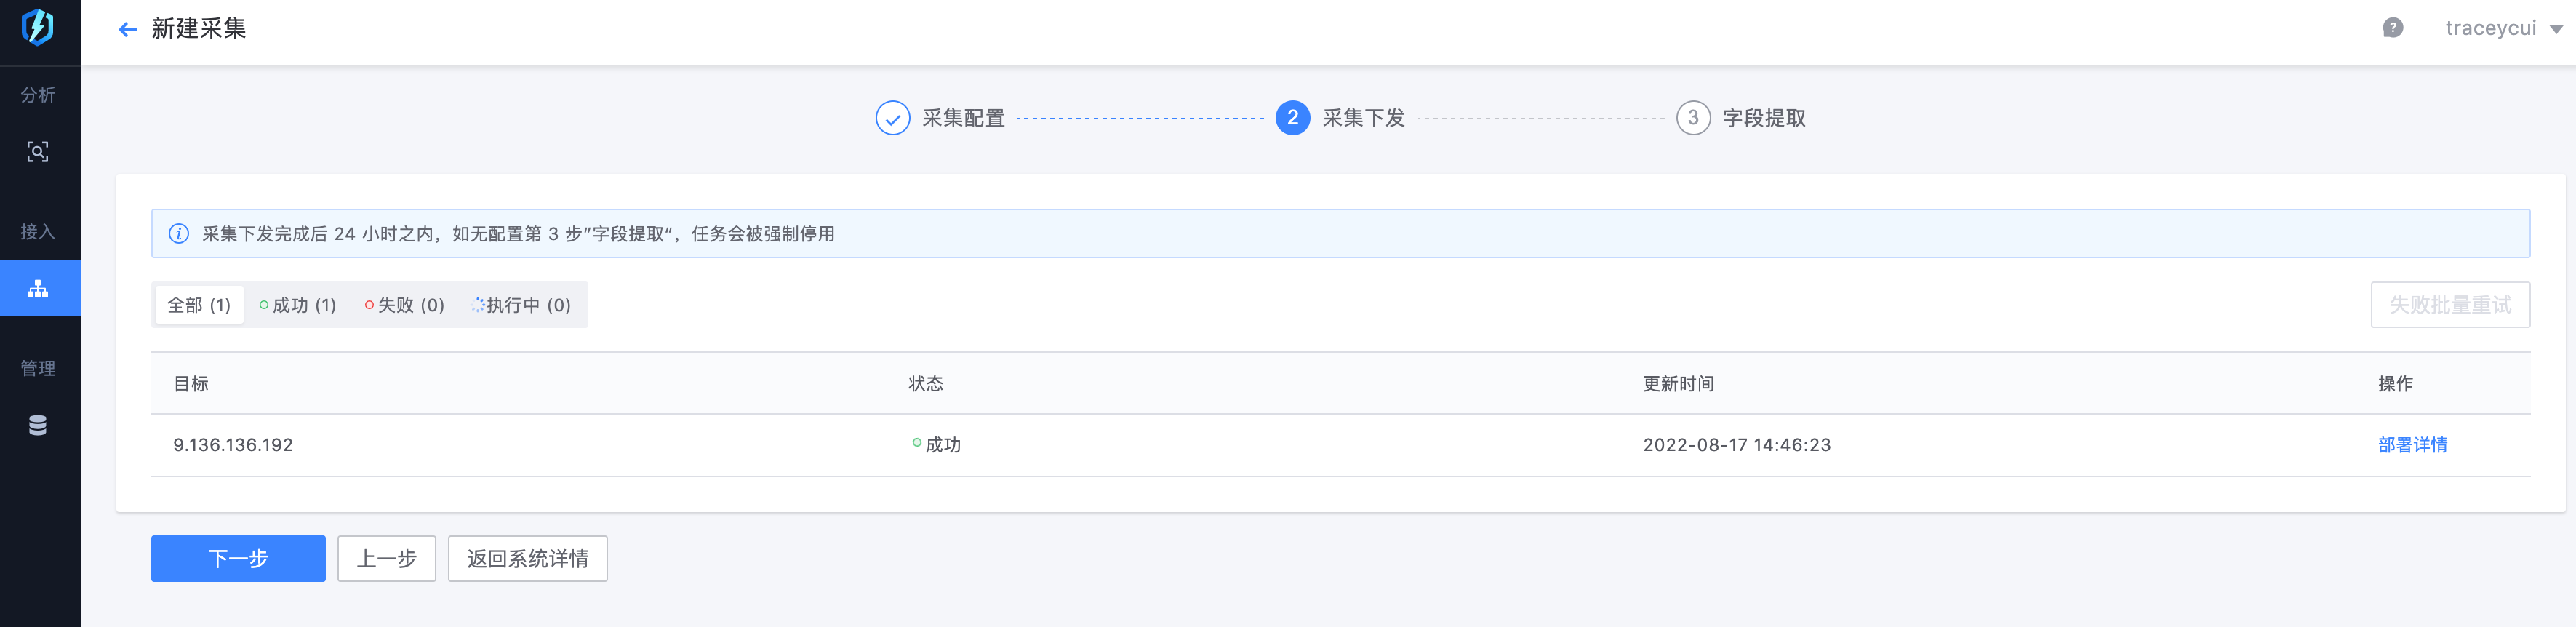 新建采集
traceycui
分析
接入
管理
采集配置
2 采集下发
3 字段提取
采集下发完成后 24 小时之内，如无配置第 3 步”字段提取“，任务会被强制停用
全部 (1) 成功 (1) 失败 (0) 执行中 (0)
失败批量重试
目标 状态 更新时间 操作
9.136.136.192 成功 2022-08-17 14:46:23 部署详情
下一步 上一步 返回系统详情